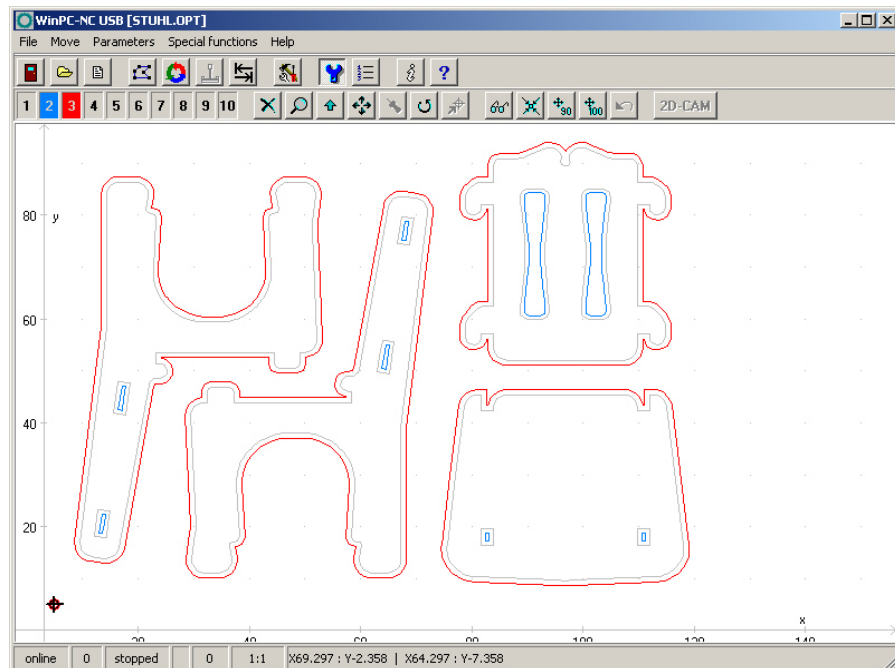 WinPC-NC USB [STUHL.OPT]
File Move Parameters Special functions Help
1 2 3 4 5 6 7 8 9 10 90 100 2D-CAM
80 y
60
40
20
x
20 40 60 80 100 120 140
online 0 stopped 0 1:1 X69.297 : Y-2.358 | X64.297 : Y-7.358